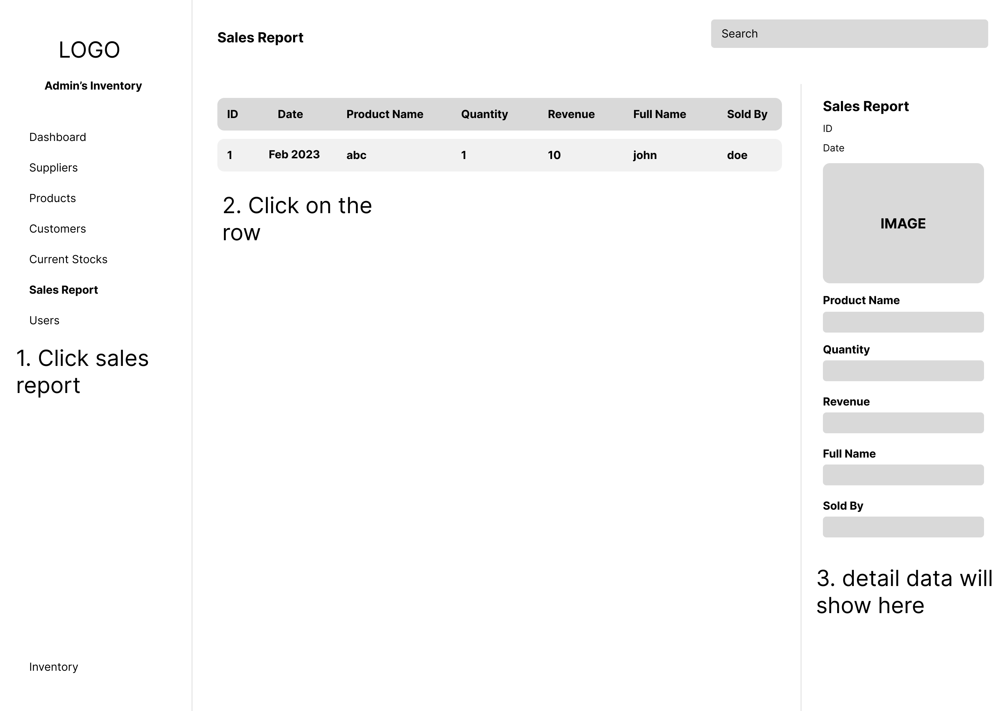 LOGO
Admin’s Inventory
Dashboard
Suppliers
Products
Customers
Current Stocks
Sales Report
Users
1. Click sales
report
Inventory
Sales Report
Search
ID Date Product Name Quantity Revenue Full Name Sold By
1 Feb 2023 abc 1 10 john doe
2. Click on the
row
Sales Report
ID
Date
IMAGE
Product Name
Quantity
Revenue
Full Name
Sold By
3. detail data will
show here